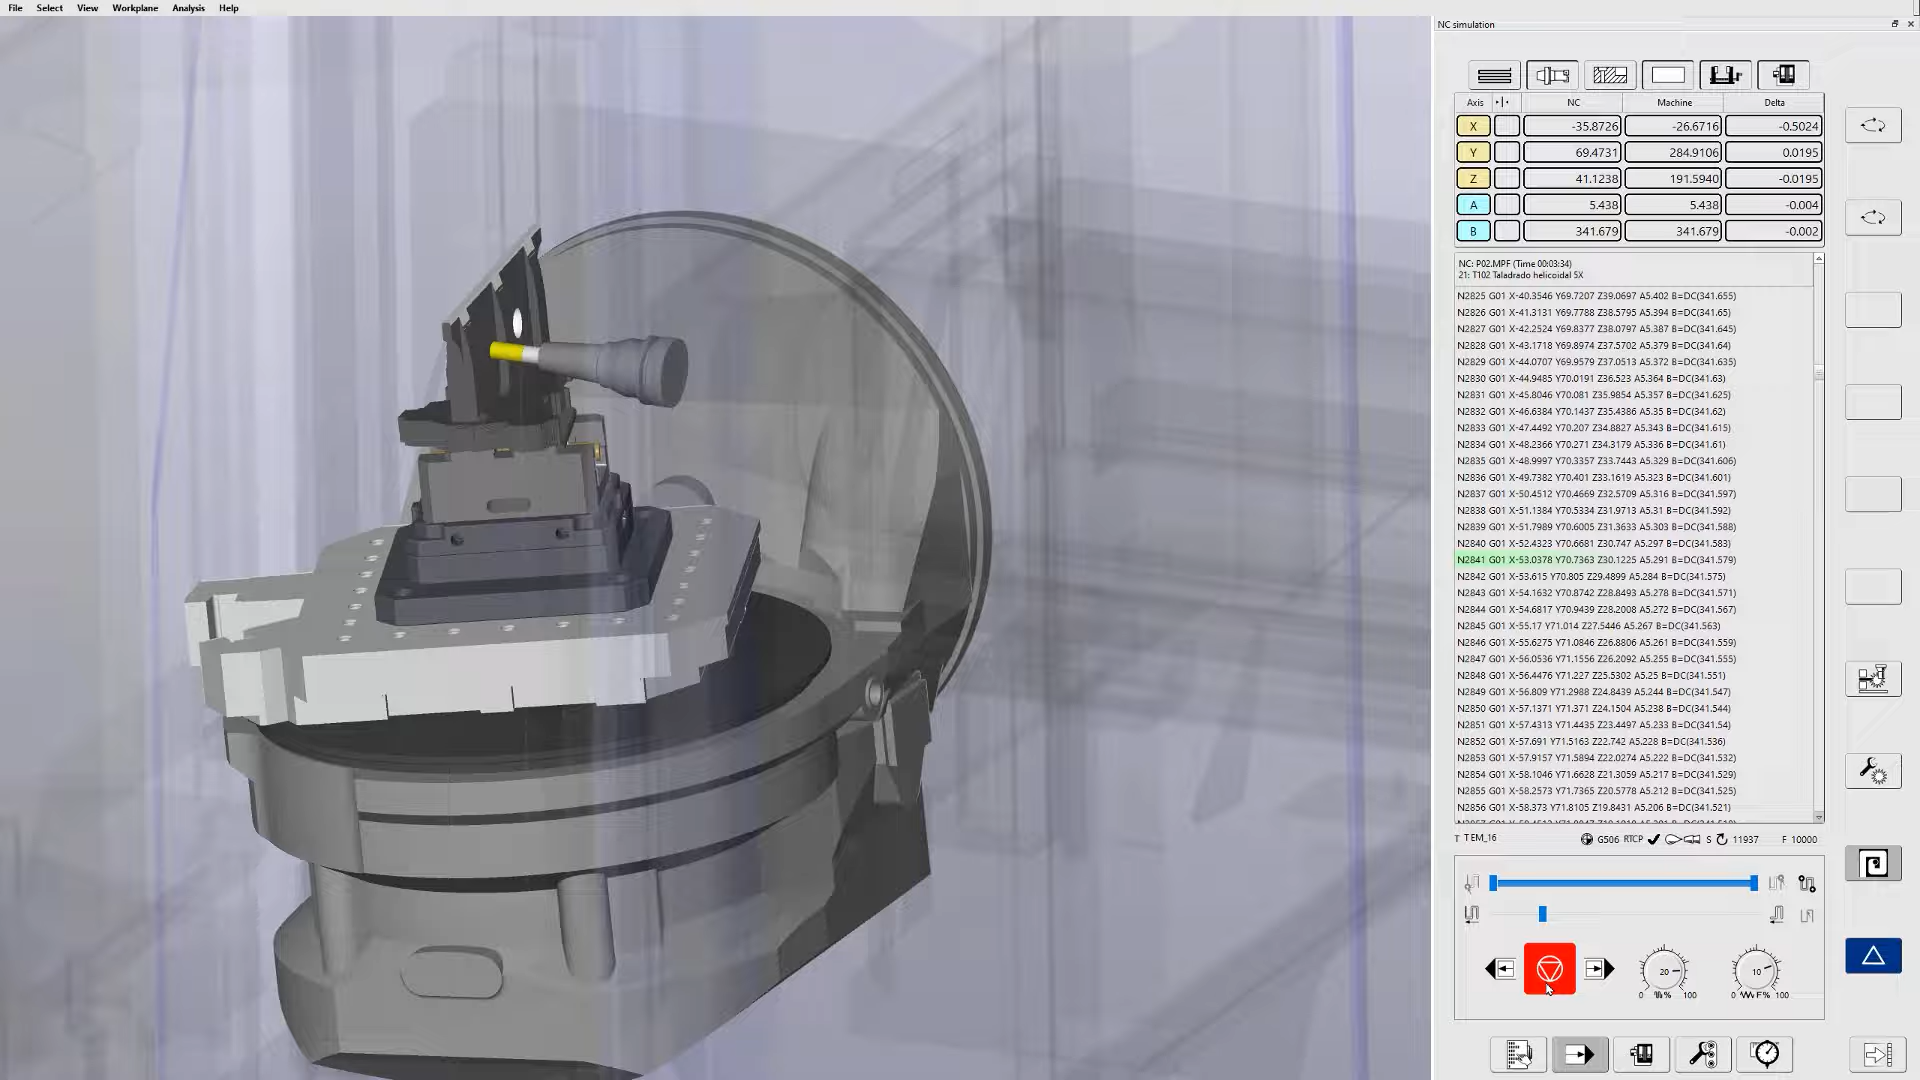 File Select View Workplane Analysis Help
NC simulation
Axis NC Machine Delta
X -35.8726 -26.6716 -0.5024
Y 69.4731 284.9106 0.0195
Z 41.1238 191.5940 -0.0195
A 5.438 5.438 -0.004
B 341.679 341.679 -0.002
NC: P02.MPF (Time 00:03:34)
21: T102 Taladrado helicoidal 5X
N2825 G01 X-40.3546 Y69.7207 Z39.0697 A5.402 B=DC(341.655)
N2826 G01 X-41.3131 Y69.7788 Z38.5795 A5.394 B=DC(341.65)
N2827 G01 X-42.2524 Y69.8377 Z38.0797 A5.387 B=DC(341.645)
N2828 G01 X-43.1718 Y69.8974 Z37.5702 A5.379 B=DC(341.64)
N2829 G01 X-44.0707 Y69.9579 Z37.0513 A5.372 B=DC(341.635)
N2830 G01 X-44.9485 Y70.0191 Z36.523 A5.364 B=DC(341.63)
N2831 G01 X-45.8046 Y70.081 Z35.9854 A5.357 B=DC(341.625)
N2832 G01 X-46.6384 Y70.1437 Z35.4386 A5.35 B=DC(341.62)
N2833 G01 X-47.4492 Y70.207 Z34.8827 A5.343 B=DC(341.615)
N2834 G01 X-48.2366 Y70.271 Z34.3179 A5.336 B=DC(341.61)
N2835 G01 X-48.9997 Y70.3357 Z33.7443 A5.329 B=DC(341.606)
N2836 G01 X-49.7382 Y70.401 Z33.1619 A5.323 B=DC(341.601)
N2837 G01 X-50.4512 Y70.4669 Z32.5709 A5.316 B=DC(341.597)
N2838 G01 X-51.1384 Y70.5334 Z31.9713 A5.31 B=DC(341.592)
N2839 G01 X-51.7989 Y70.6005 Z31.3633 A5.303 B=DC(341.588)
N2840 G01 X-52.4323 Y70.6681 Z30.747 A5.297 B=DC(341.583)
N2841 G01 X-53.0378 Y70.7363 Z30.1225 A5.291 B=DC(341.579)
N2842 G01 X-53.615 Y70.805 Z29.4899 A5.284 B=DC(341.575)
N2843 G01 X-54.1632 Y70.8742 Z28.8493 A5.278 B=DC(341.571)
N2844 G01 X-54.6817 Y70.9439 Z28.2008 A5.272 B=DC(341.567)
N2845 G01 X-55.17 Y71.014 Z27.5446 A5.267 B=DC(341.563)
N2846 G01 X-55.6275 Y71.0846 Z26.8806 A5.261 B=DC(341.559)
N2847 G01 X-56.0536 Y71.1556 Z26.2092 A5.255 B=DC(341.555)
N2848 G01 X-56.4476 Y71.227 Z25.5302 A5.25 B=DC(341.551)
N2849 G01 X-56.809 Y71.2988 Z24.8439 A5.244 B=DC(341.547)
N2850 G01 X-57.1371 Y71.371 Z24.1504 A5.238 B=DC(341.544)
N2851 G01 X-57.4313 Y71.4435 Z23.4497 A5.233 B=DC(341.54)
N2852 G01 X-57.691 Y71.5163 Z22.742 A5.228 B=DC(341.536)
N2853 G01 X-57.9157 Y71.5894 Z22.0274 A5.222 B=DC(341.532)
N2854 G01 X-58.1046 Y71.6628 Z21.3059 A5.217 B=DC(341.529)
N2855 G01 X-58.2573 Y71.7365 Z20.5778 A5.212 B=DC(341.525)
N2856 G01 X-58.373 Y71.8105 Z19.8431 A5.206 B=DC(341.521)
T TEM_16 G506 RTCP S 11937 F 10000
20 10
0 % 100 0 F% 100